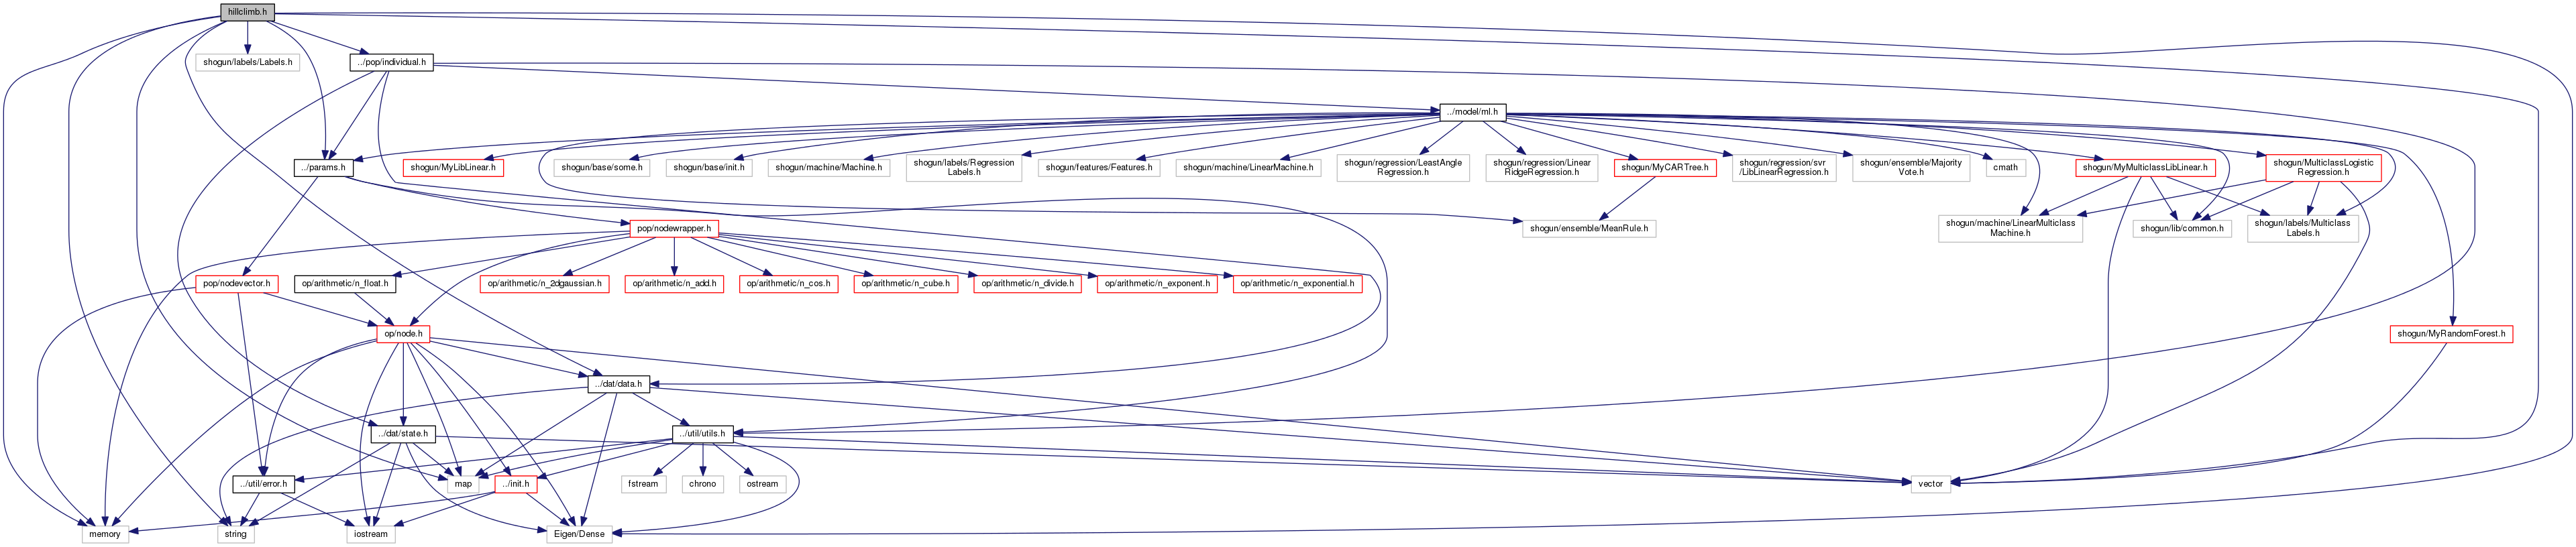 hillclimb.h
shogun/labels/Labels.h
../pop/individual.h
../model/ml.h
../params.h
shogun/MyLibLinear.h
shogun/base/some.h
shogun/base/init.h
shogun/machine/Machine.h
shogun/labels/Regression
Labels.h
shogun/features/Features.h
shogun/machine/LinearMachine.h
shogun/regression/LeastAngle
Regression.h
shogun/regression/Linear
RidgeRegression.h
shogun/MyCARTree.h
shogun/regression/svr
/LibLinearRegression.h
shogun/ensemble/Majority
Vote.h
cmath
shogun/MyMulticlassLibLinear.h
shogun/MulticlassLogistic
Regression.h
pop/nodewrapper.h
shogun/ensemble/MeanRule.h
shogun/machine/LinearMulticlass
Machine.h
shogun/lib/common.h
shogun/labels/Multiclass
Labels.h
pop/nodevector.h
op/arithmetic/n_float.h
op/arithmetic/n_2dgaussian.h
op/arithmetic/n_add.h
op/arithmetic/n_cos.h
op/arithmetic/n_cube.h
op/arithmetic/n_divide.h
op/arithmetic/n_exponent.h
op/arithmetic/n_exponential.h
op/node.h
shogun/MyRandomForest.h
../dat/data.h
../dat/state.h
../util/utils.h
../util/error.h
map
../init.h
fstream
chrono
ostream
vector
memory
string
iostream
Eigen/Dense